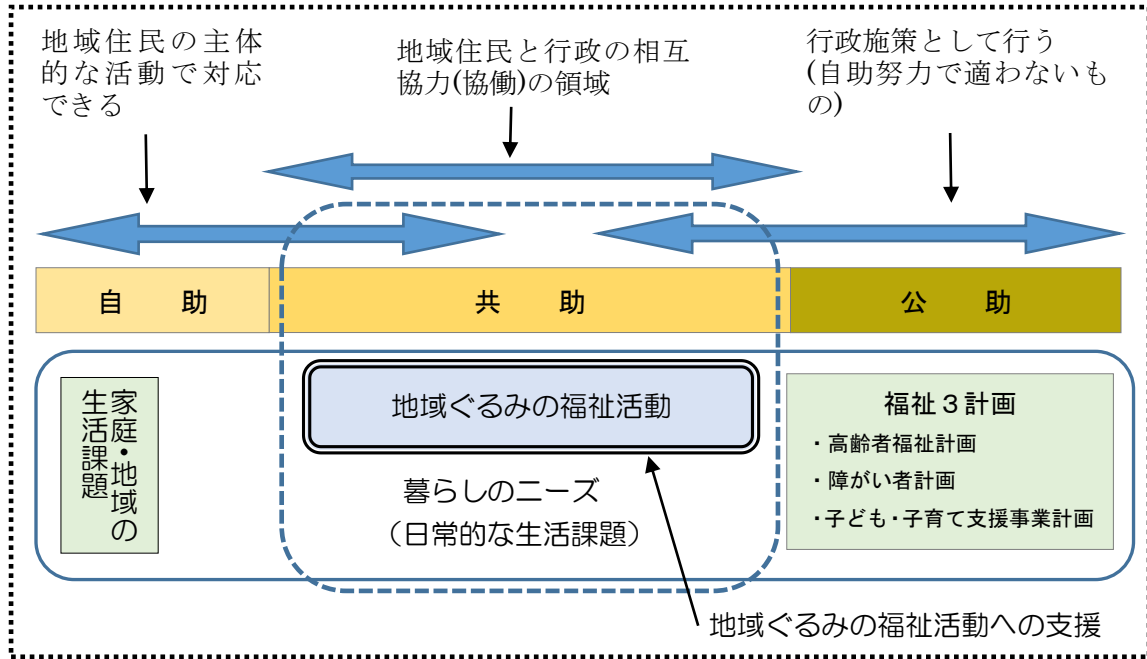 地域住民の主体
的な活動で対応
できる
地域住民と行政の相互
協力(協働)の領域
行政施策として行う
(自助努力で適わないも
の)
自　助
共　助
公　助
家庭・地域の
生活課題
地域ぐるみの福祉活動
暮らしのニーズ
（日常的な生活課題）
福祉３計画
・高齢者福祉計画
・障がい者計画
・子ども・子育て支援事業計画
地域ぐるみの福祉活動への支援